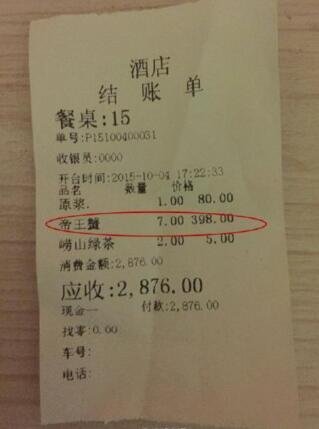 酒店
结 账 单
餐桌:15
单号:P15100400031
收银员:0000
开台时间:2015-10-04 17:22:33
品名 数量 价格
原浆. 1.00 80.00
帝王蟹 7.00 398.00
崂山绿茶 2.00 5.00
消费金额:2,876.00
应收:2,876.00
现金— 付款:2,876.00
找零:0.00
车号:
电话: